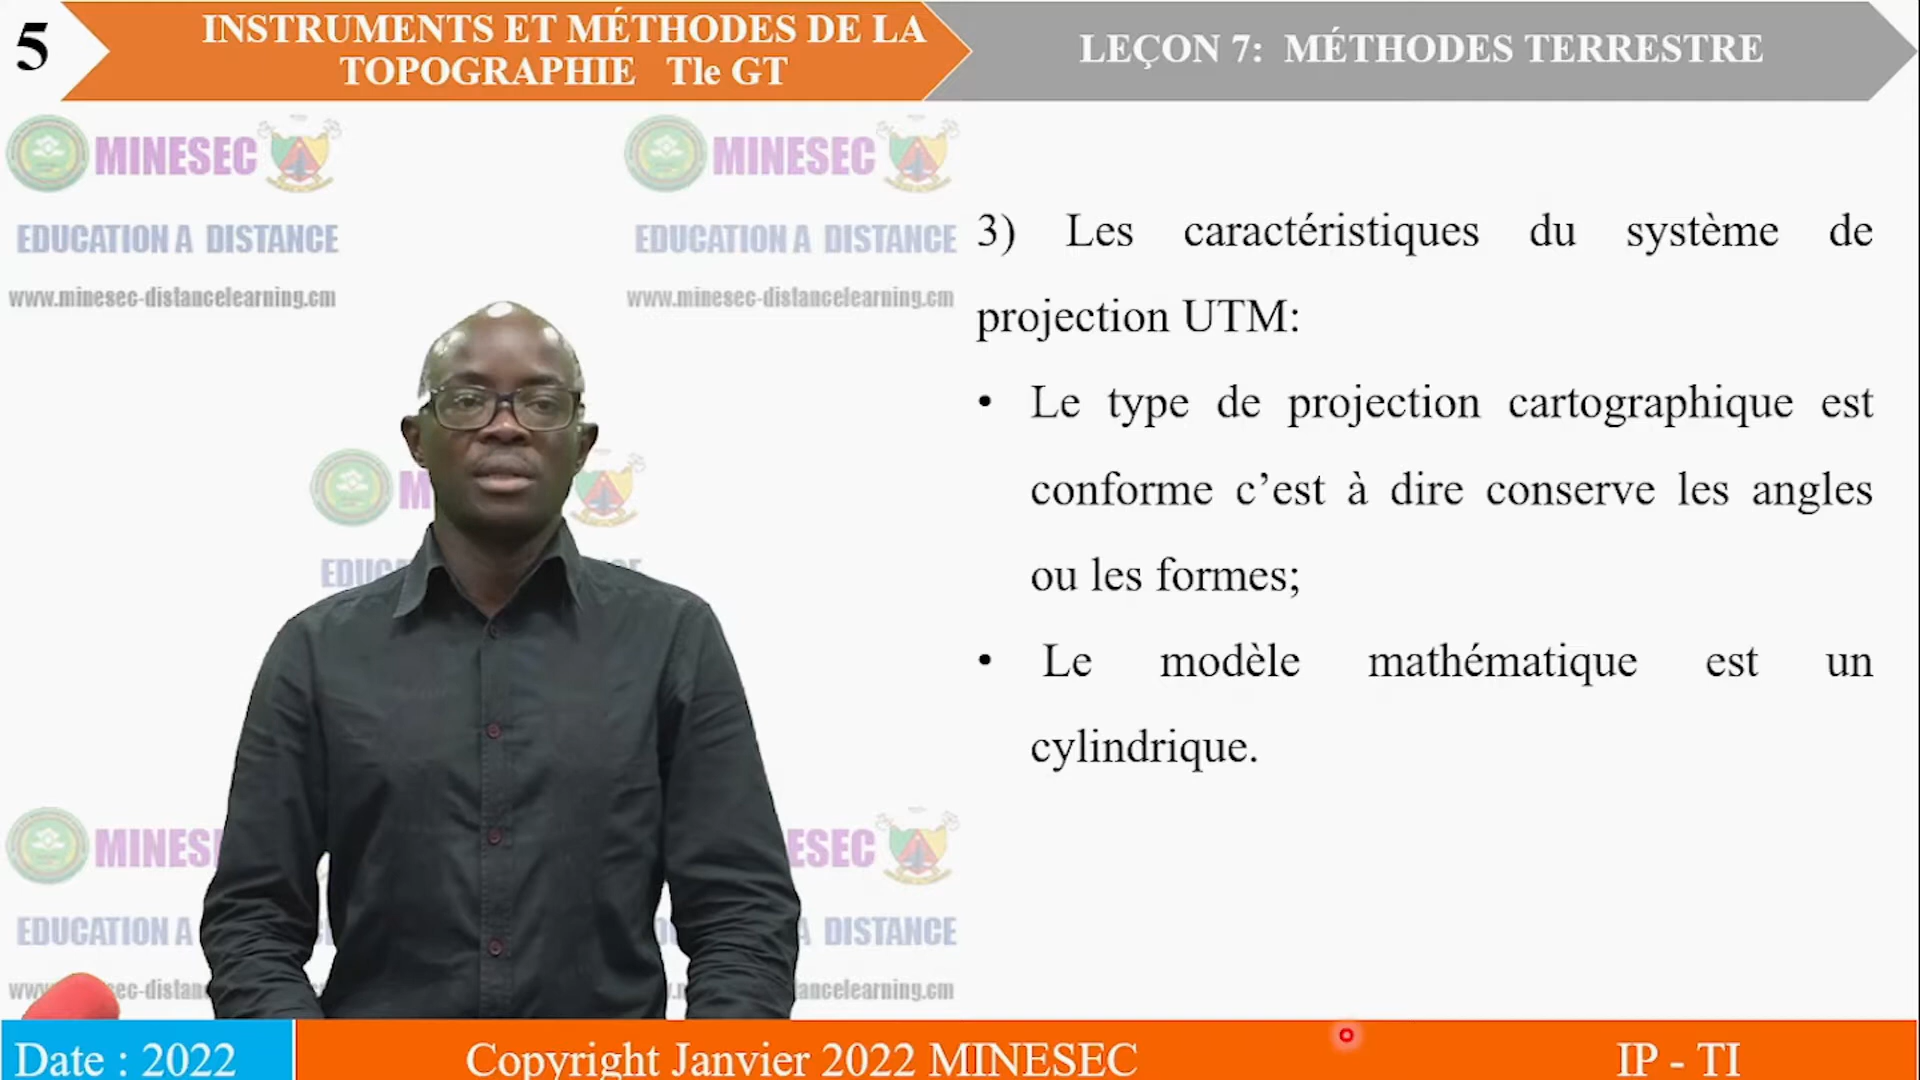 5
INSTRUMENTS ET MÉTHODES DE LA
TOPOGRAPHIE Tle GT
LEÇON 7: MÉTHODES TERRESTRE
MINESEC
EDUCATION A DISTANCE
www.minesec-distancelearning.cm
MINESEC
EDUCATION A DISTANCE
www.minesec-distancelearning.cm
3) Les caractéristiques du système de
projection UTM:
• Le type de projection cartographique est
conforme c’est à dire conserve les angles
ou les formes;
• Le modèle mathématique est un
cylindrique.
Date : 2022
Copyright Janvier 2022 MINESEC
IP - TI